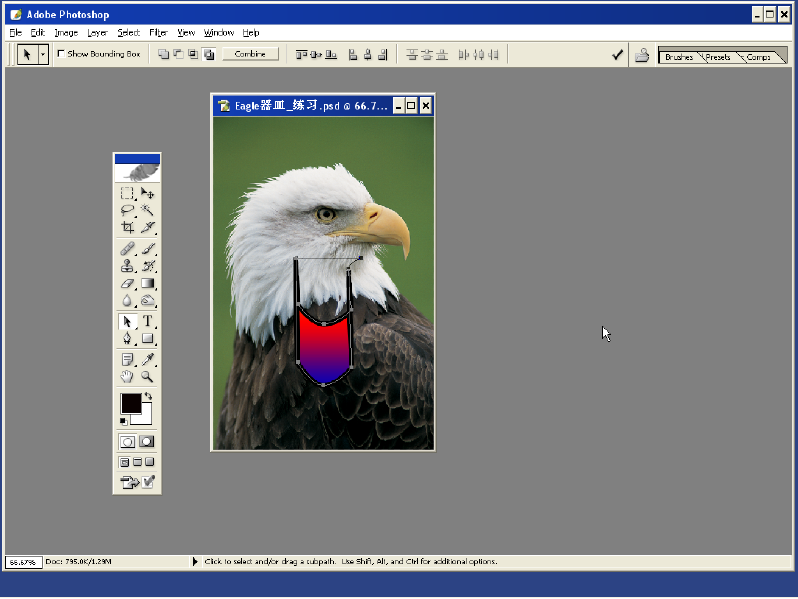 Adobe Photoshop
File Edit Image Layer Select Filter View Window Help
Show Bounding Box Combine Brushes Presets Comps
Eagle器皿_练习.psd @ 66.7...
T
66.67% Doc: 795.0K/1.29M Click to select and/or drag a subpath. Use Shift, Alt, and Ctrl for additional options.